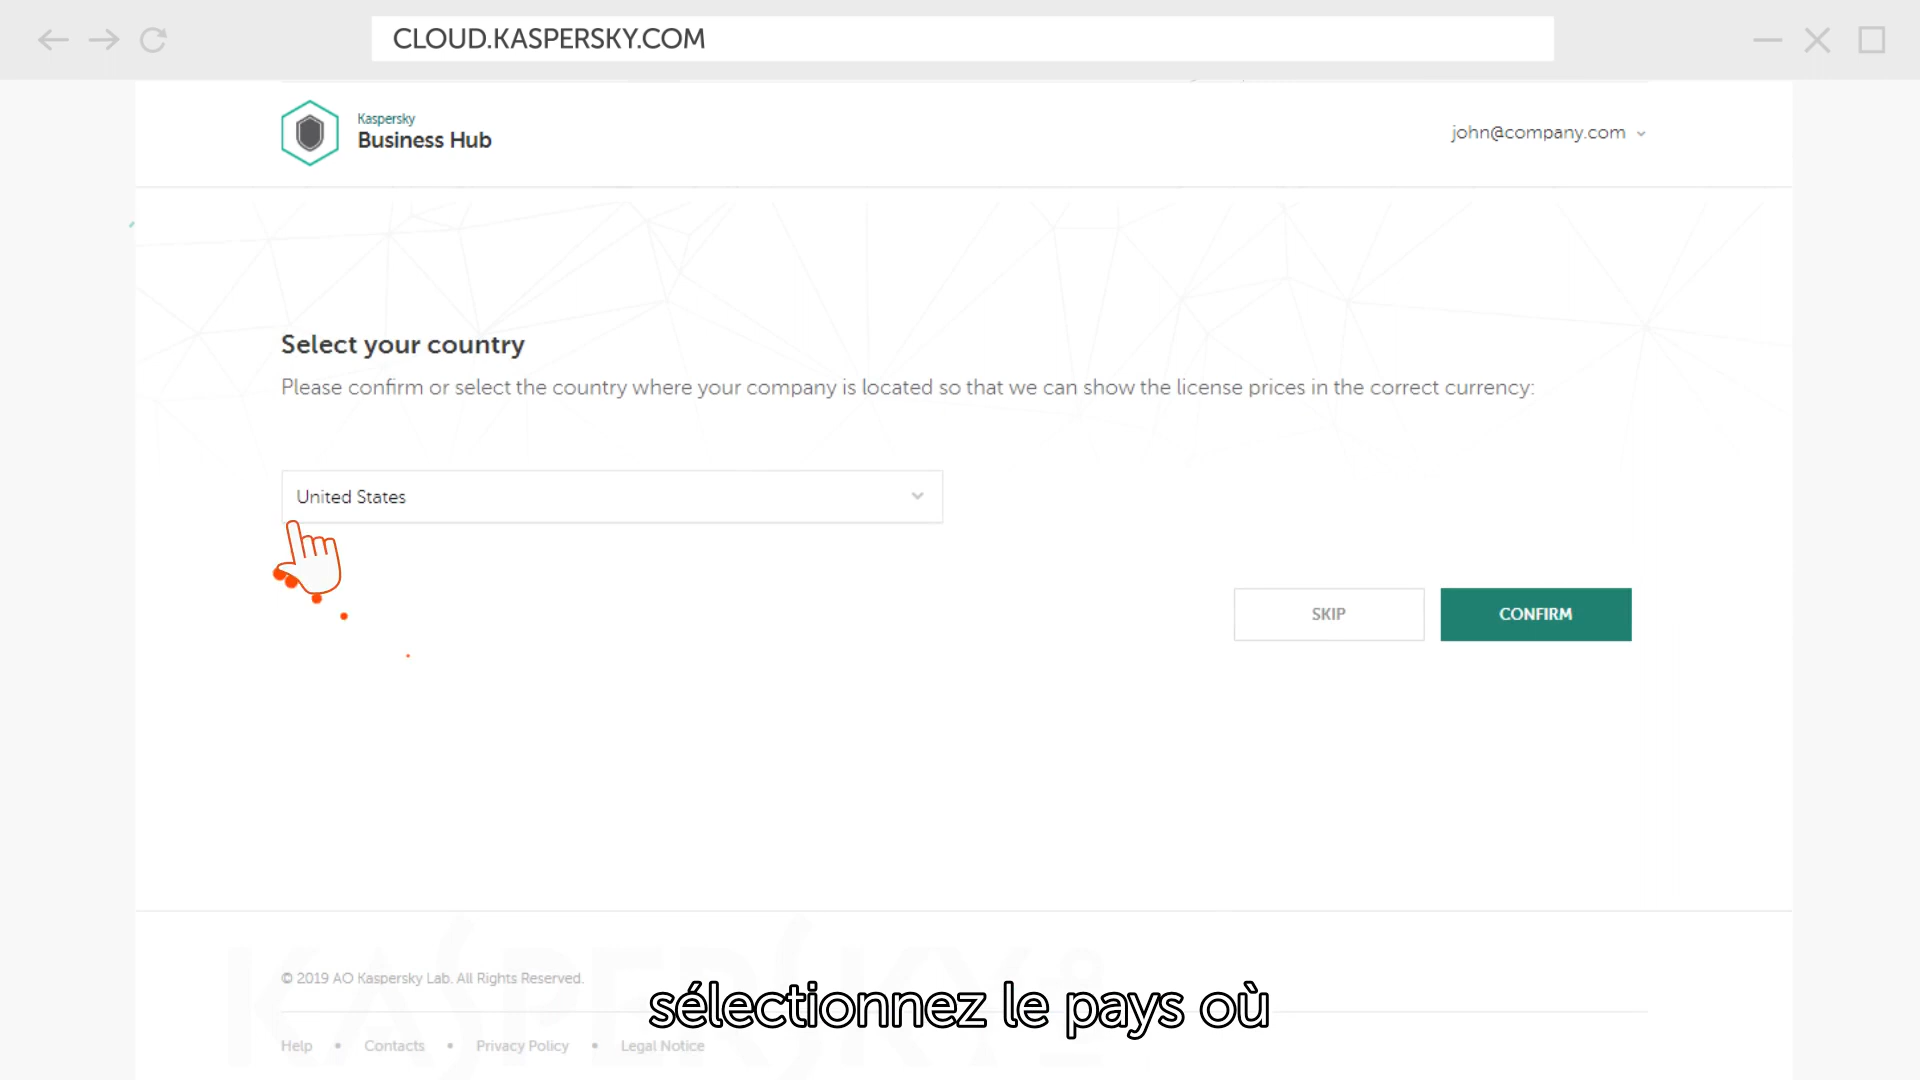 CLOUD.KASPERSKY.COM
Kaspersky
Business Hub
john@company.com
Select your country
Please confirm or select the country where your company is located so that we can show the license prices in the correct currency:
United States
SKIP
CONFIRM
KASPERSKY
© 2019 AO Kaspersky Lab. All Rights Reserved.
sélectionnez le pays où
Help • Contacts • Privacy Policy • Legal Notice